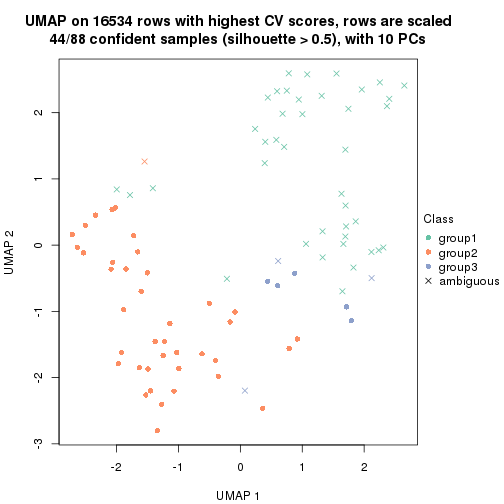 UMAP on 16534 rows with highest CV scores, rows are scaled
44/88 confident samples (silhouette > 0.5), with 10 PCs
2
1
0
-1
-2
-3
UMAP 2
-2
-1
0
1
2
UMAP 1
Class
group1
group2
group3
ambiguous